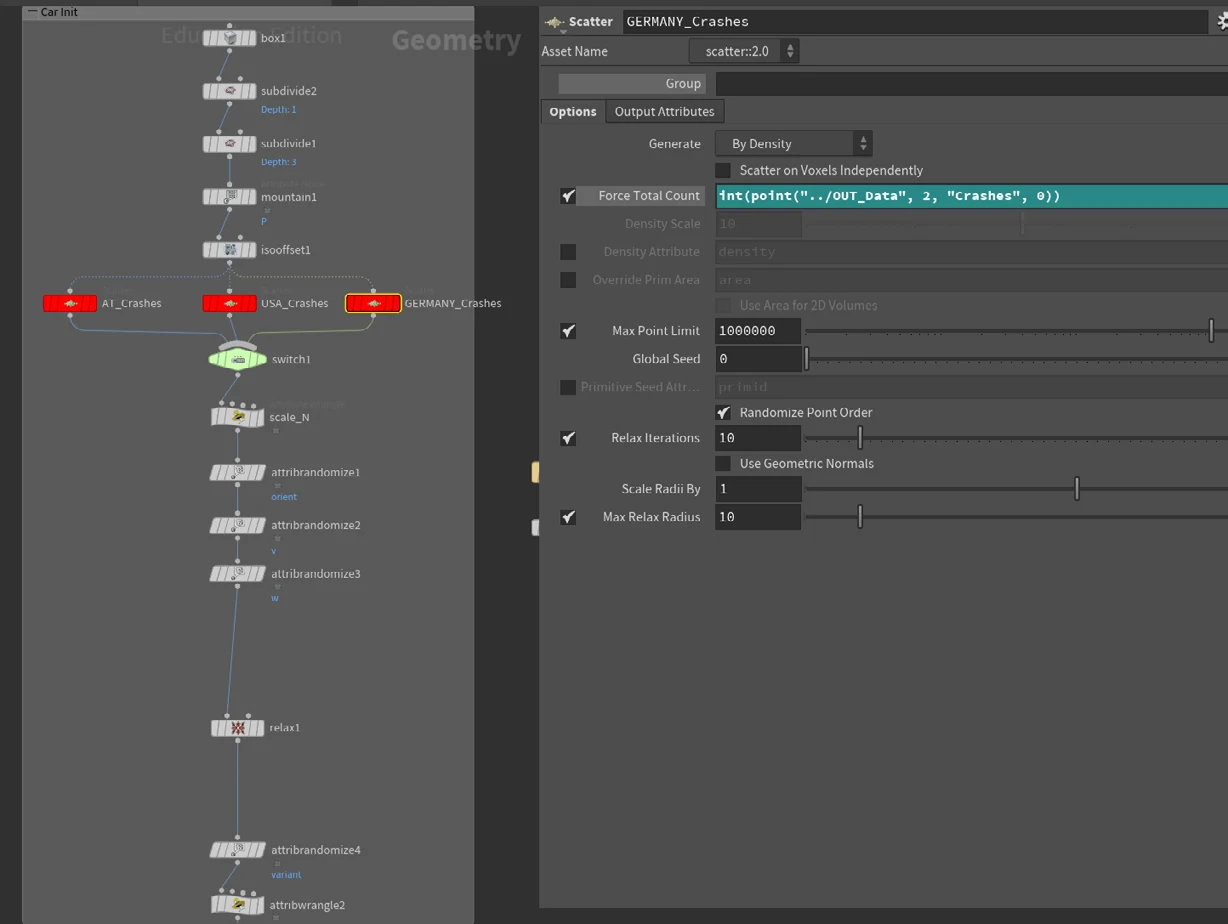 Car Init
Edu Edition
Geometry
box1
subdivide2
Depth: 1
subdivide1
Depth: 3
mountain1
P
isooffset1
AT_Crashes
USA_Crashes
GERMANY_Crashes
switch1
scale_N
attribrandomize1
orient
attribrandomize2
v
attribrandomize3
w
relax1
attribrandomize4
variant
attribwrangle2
Scatter GERMANY_Crashes
Asset Name scatter::2.0
Group
Options Output Attributes
Generate By Density
Scatter on Voxels Independently
Force Total Count int(point("../OUT_Data", 2, "Crashes", 0))
Density Scale 10
Density Attribute density
Override Prim Area area
Use Area for 2D Volumes
Max Point Limit 1000000
Global Seed 0
Primitive Seed Attr... primid
Randomize Point Order
Relax Iterations 10
Use Geometric Normals
Scale Radii By 1
Max Relax Radius 10